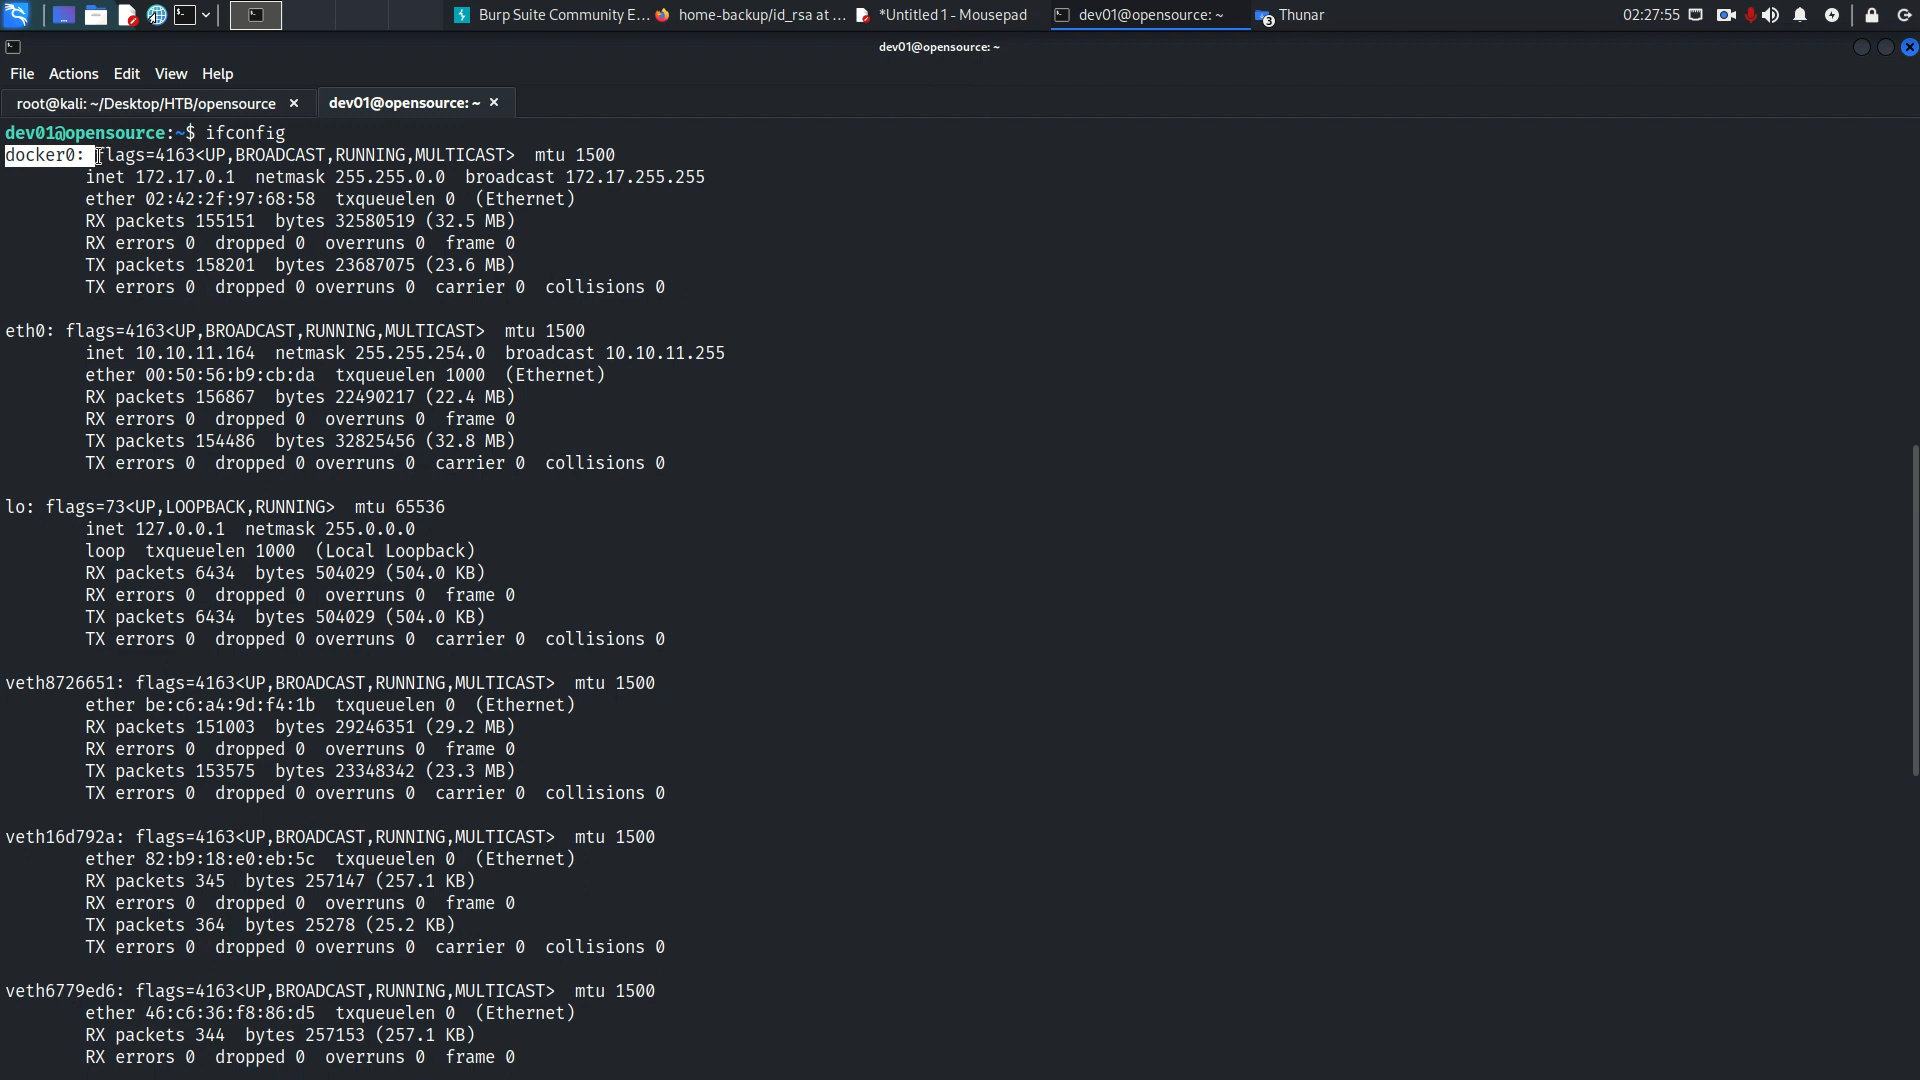 Burp Suite Community E...
home-backup/id_rsa at ...
*Untitled 1 - Mousepad
dev01@opensource: ~
3
Thunar
02:27:55
dev01@opensource: ~
File Actions Edit View Help
root@kali: ~/Desktop/HTB/opensource
dev01@opensource: ~
dev01@opensource:~$ ifconfig
docker0: flags=4163<UP,BROADCAST,RUNNING,MULTICAST>  mtu 1500
        inet 172.17.0.1  netmask 255.255.0.0  broadcast 172.17.255.255
        ether 02:42:2f:97:68:58  txqueuelen 0  (Ethernet)
        RX packets 155151  bytes 32580519 (32.5 MB)
        RX errors 0  dropped 0  overruns 0  frame 0
        TX packets 158201  bytes 23687075 (23.6 MB)
        TX errors 0  dropped 0 overruns 0  carrier 0  collisions 0
eth0: flags=4163<UP,BROADCAST,RUNNING,MULTICAST>  mtu 1500
        inet 10.10.11.164  netmask 255.255.254.0  broadcast 10.10.11.255
        ether 00:50:56:b9:cb:da  txqueuelen 1000  (Ethernet)
        RX packets 156867  bytes 22490217 (22.4 MB)
        RX errors 0  dropped 0  overruns 0  frame 0
        TX packets 154486  bytes 32825456 (32.8 MB)
        TX errors 0  dropped 0 overruns 0  carrier 0  collisions 0
lo: flags=73<UP,LOOPBACK,RUNNING>  mtu 65536
        inet 127.0.0.1  netmask 255.0.0.0
        loop  txqueuelen 1000  (Local Loopback)
        RX packets 6434  bytes 504029 (504.0 KB)
        RX errors 0  dropped 0  overruns 0  frame 0
        TX packets 6434  bytes 504029 (504.0 KB)
        TX errors 0  dropped 0 overruns 0  carrier 0  collisions 0
veth8726651: flags=4163<UP,BROADCAST,RUNNING,MULTICAST>  mtu 1500
        ether be:c6:a4:9d:f4:1b  txqueuelen 0  (Ethernet)
        RX packets 151003  bytes 29246351 (29.2 MB)
        RX errors 0  dropped 0  overruns 0  frame 0
        TX packets 153575  bytes 23348342 (23.3 MB)
        TX errors 0  dropped 0 overruns 0  carrier 0  collisions 0
veth16d792a: flags=4163<UP,BROADCAST,RUNNING,MULTICAST>  mtu 1500
        ether 82:b9:18:e0:eb:5c  txqueuelen 0  (Ethernet)
        RX packets 345  bytes 257147 (257.1 KB)
        RX errors 0  dropped 0  overruns 0  frame 0
        TX packets 364  bytes 25278 (25.2 KB)
        TX errors 0  dropped 0 overruns 0  carrier 0  collisions 0
veth6779ed6: flags=4163<UP,BROADCAST,RUNNING,MULTICAST>  mtu 1500
        ether 46:c6:36:f8:86:d5  txqueuelen 0  (Ethernet)
        RX packets 344  bytes 257153 (257.1 KB)
        RX errors 0  dropped 0  overruns 0  frame 0